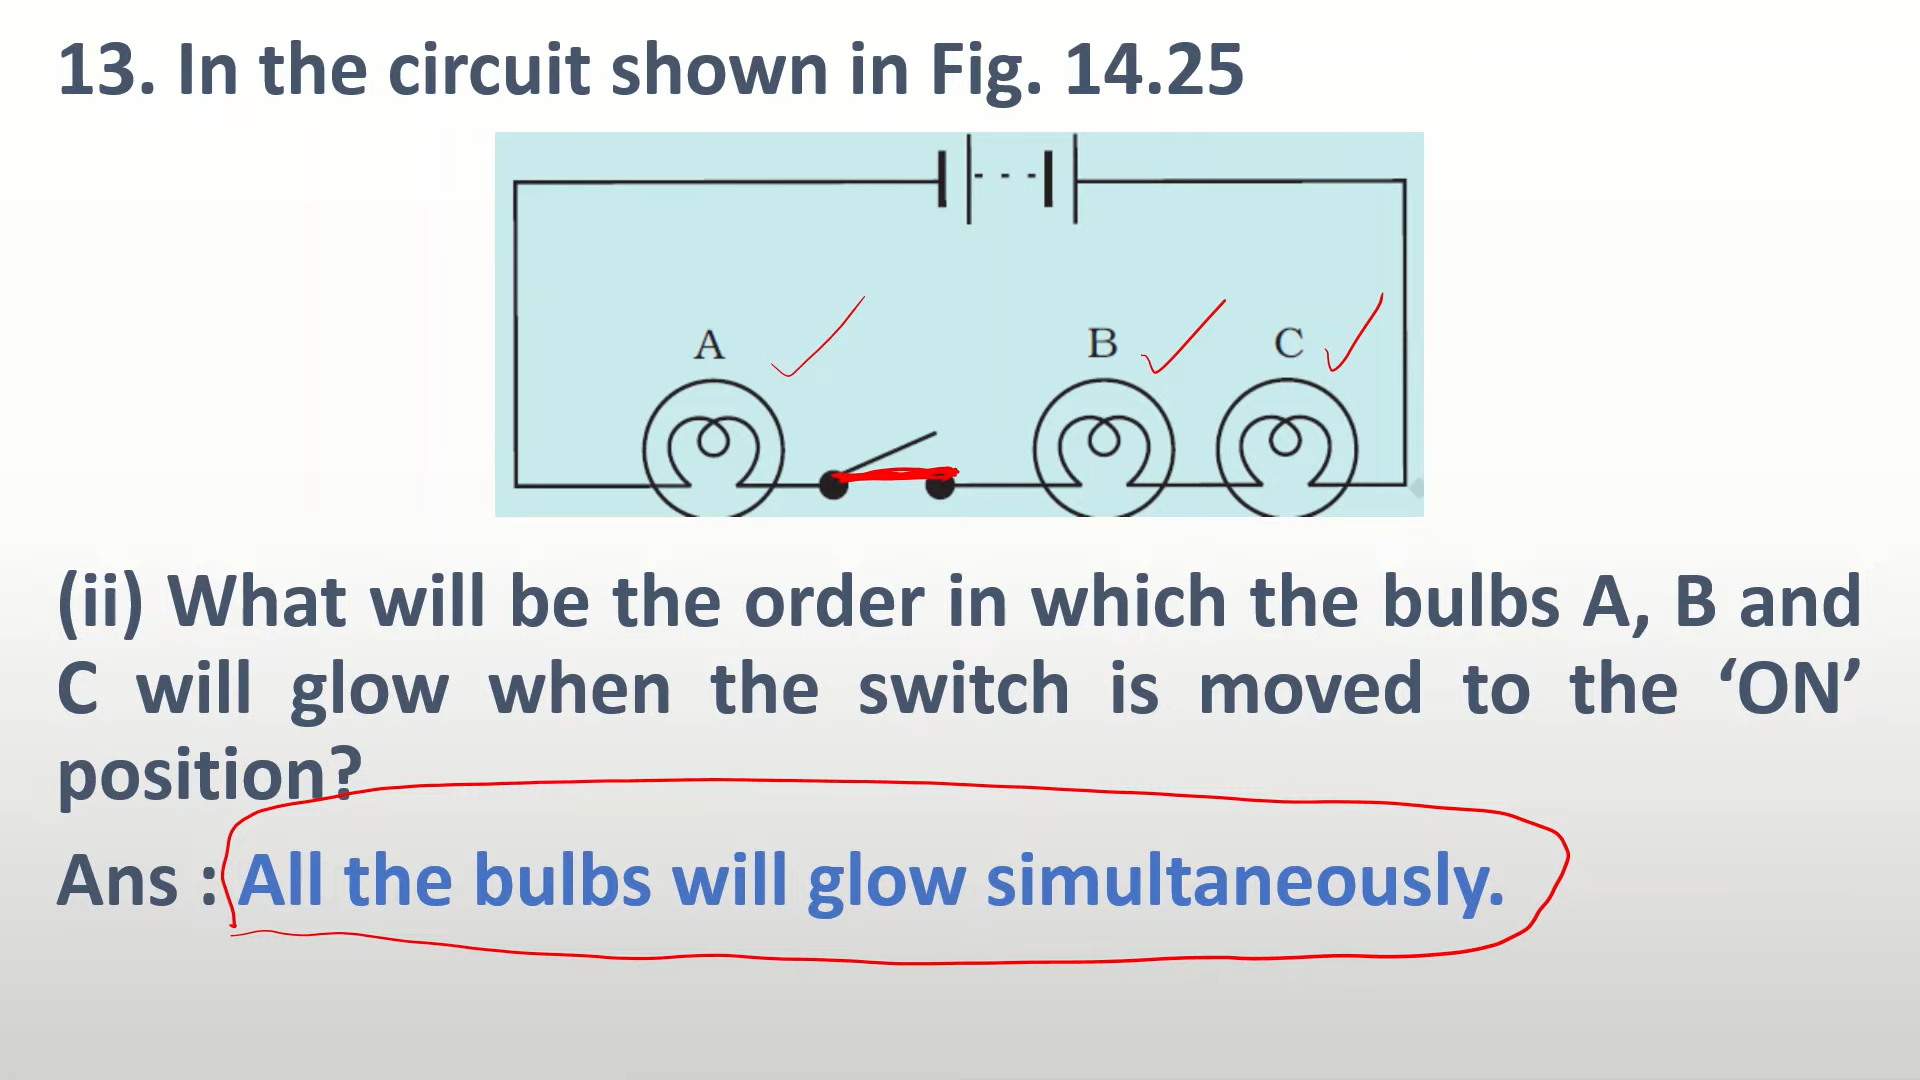 13. In the circuit shown in Fig. 14.25
A
B
C
(ii) What will be the order in which the bulbs A, B and
C will glow when the switch is moved to the ‘ON’
position?
Ans : All the bulbs will glow simultaneously.